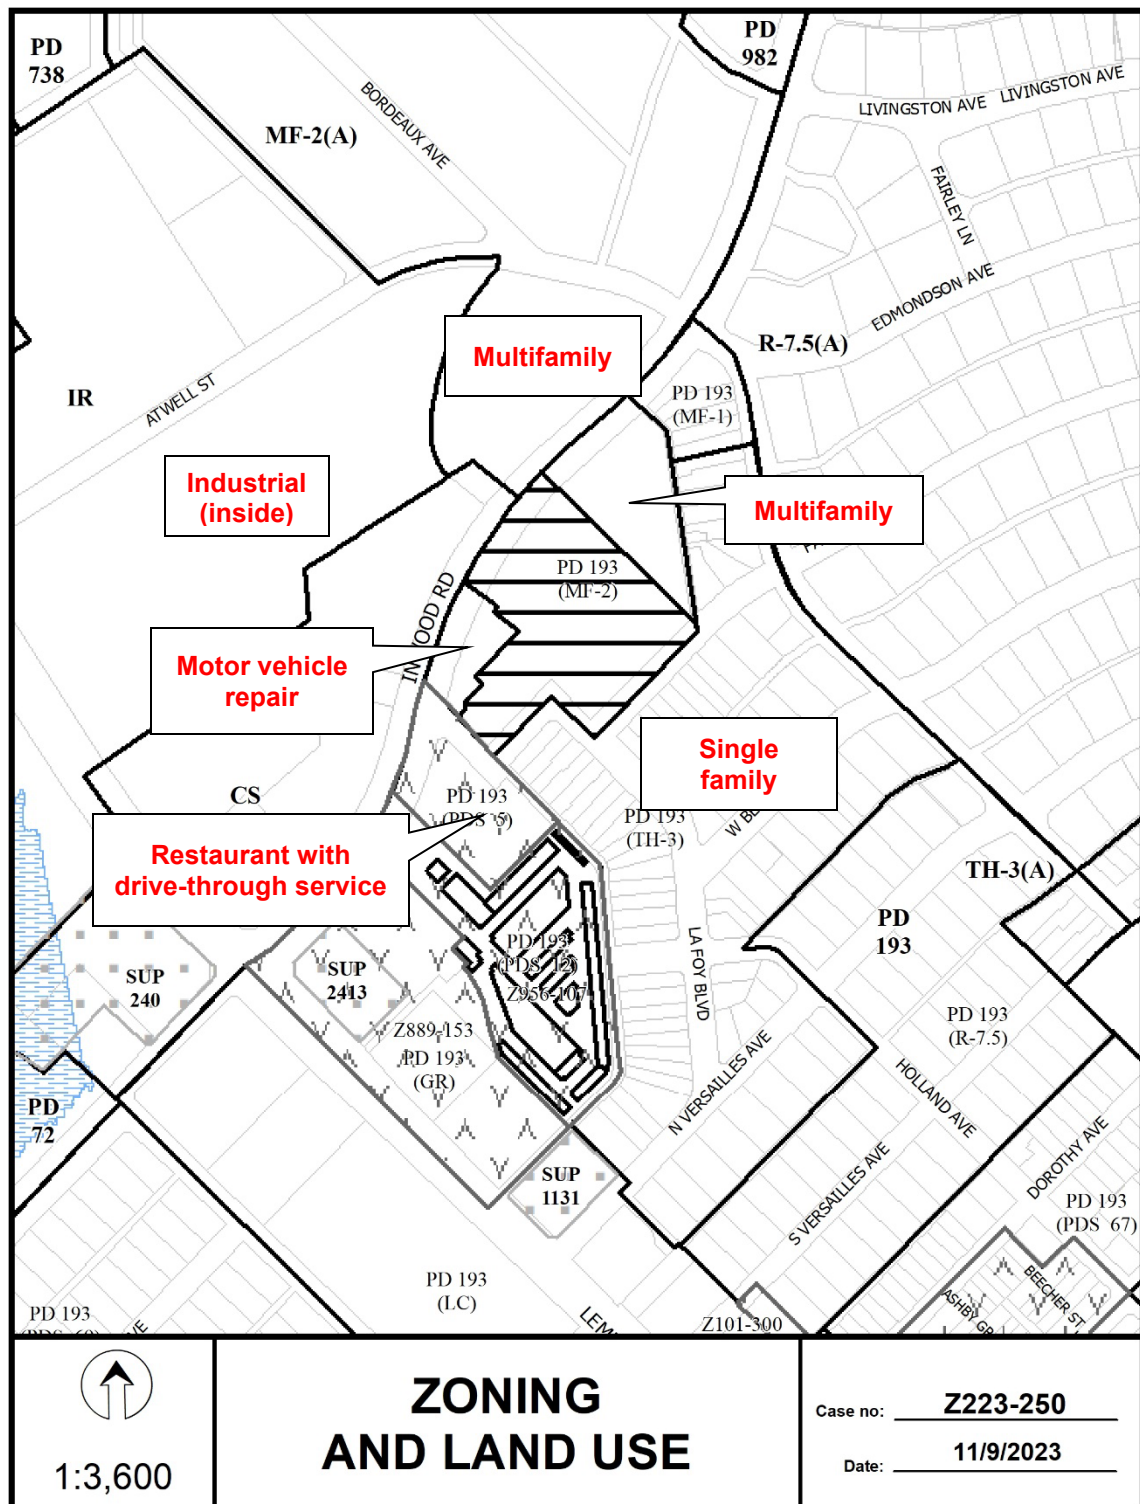 PD
738
PD
982
LIVINGSTON AVE
LIVINGSTON AVE
BORDEAUX AVE
MF-2(A)
FAIRLEY LN
EDMONDSON AVE
R-7.5(A)
Multifamily
PD 193
(MF-1)
IR
ATWELL ST
Industrial
(inside)
Multifamily
PD 193
(MF-2)
Motor vehicle
repair
Single
family
CS
PD 193
PD 193
(TH-3)
Restaurant with
drive-through service
TH-3(A)
PD
193
PD 193
(PDS 12)
Z956-107
LA FOY BLVD
SUP
240
SUP
2413
Z889-153
PD 193
(GR)
PD 193
(R-7.5)
N VERSAILLES AVE
HOLLAND AVE
PD
72
DOROTHY AVE
S VERSAILLES AVE
SUP
1131
PD 193
(PDS 67)
PD 193
(LC)
BEECHER ST
Z101-300
PD 193
1:3,600
ZONING
AND LAND USE
Case no: Z223-250
Date: 11/9/2023